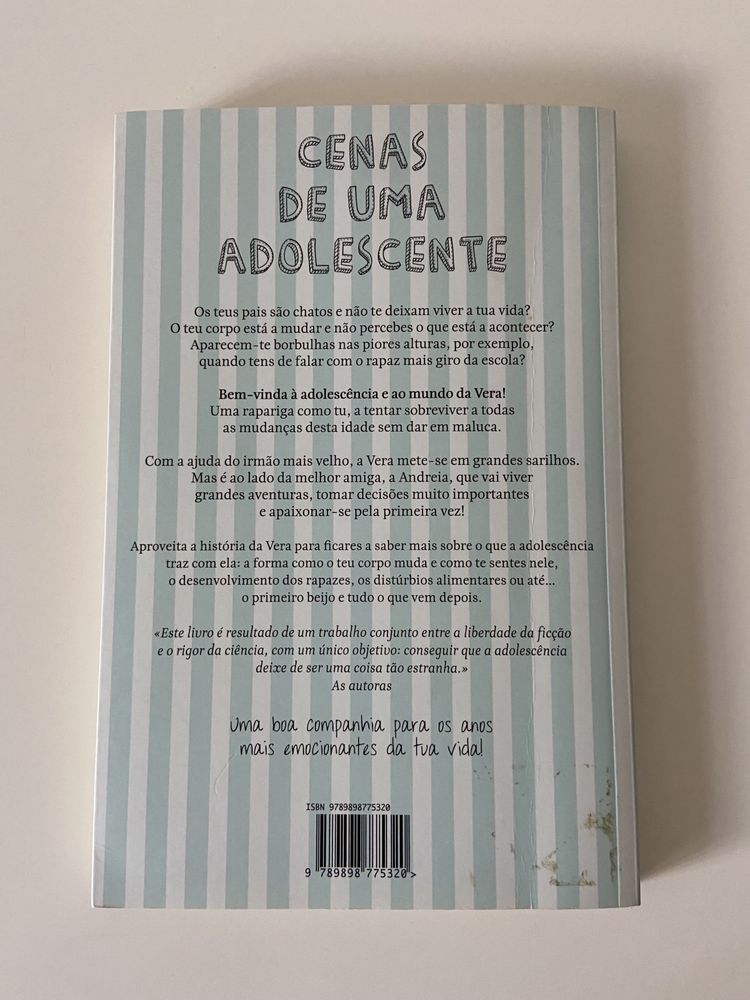 CENAS
DE UMA
ADOLESCENTE
Os teus pais são chatos e não te deixam viver a tua vida?
O teu corpo está a mudar e não percebes o que está a acontecer?
Aparecem-te borbulhas nas piores alturas, por exemplo,
quando tens de falar com o rapaz mais giro da escola?
Bem-vinda à adolescência e ao mundo da Vera!
Uma rapariga como tu, a tentar sobreviver a todas
as mudanças desta idade sem dar em maluca.
Com a ajuda do irmão mais velho, a Vera mete-se em grandes sarilhos.
Mas é ao lado da melhor amiga, a Andreia, que vai viver
grandes aventuras, tomar decisões muito importantes
e apaixonar-se pela primeira vez!
Aproveita a história da Vera para ficares a saber mais sobre o que a adolescência
traz com ela: a forma como o teu corpo muda e como te sentes nele,
o desenvolvimento dos rapazes, os distúrbios alimentares ou até...
o primeiro beijo e tudo o que vem depois.
«Este livro é resultado de um trabalho conjunto entre a liberdade da ficção
e o rigor da ciência, com um único objetivo: conseguir que a adolescência
deixe de ser uma coisa tão estranha.»
As autoras
Uma boa companhia para os anos
mais emocionantes da tua vida!
ISBN 9789898775320
9 789898 775320 >